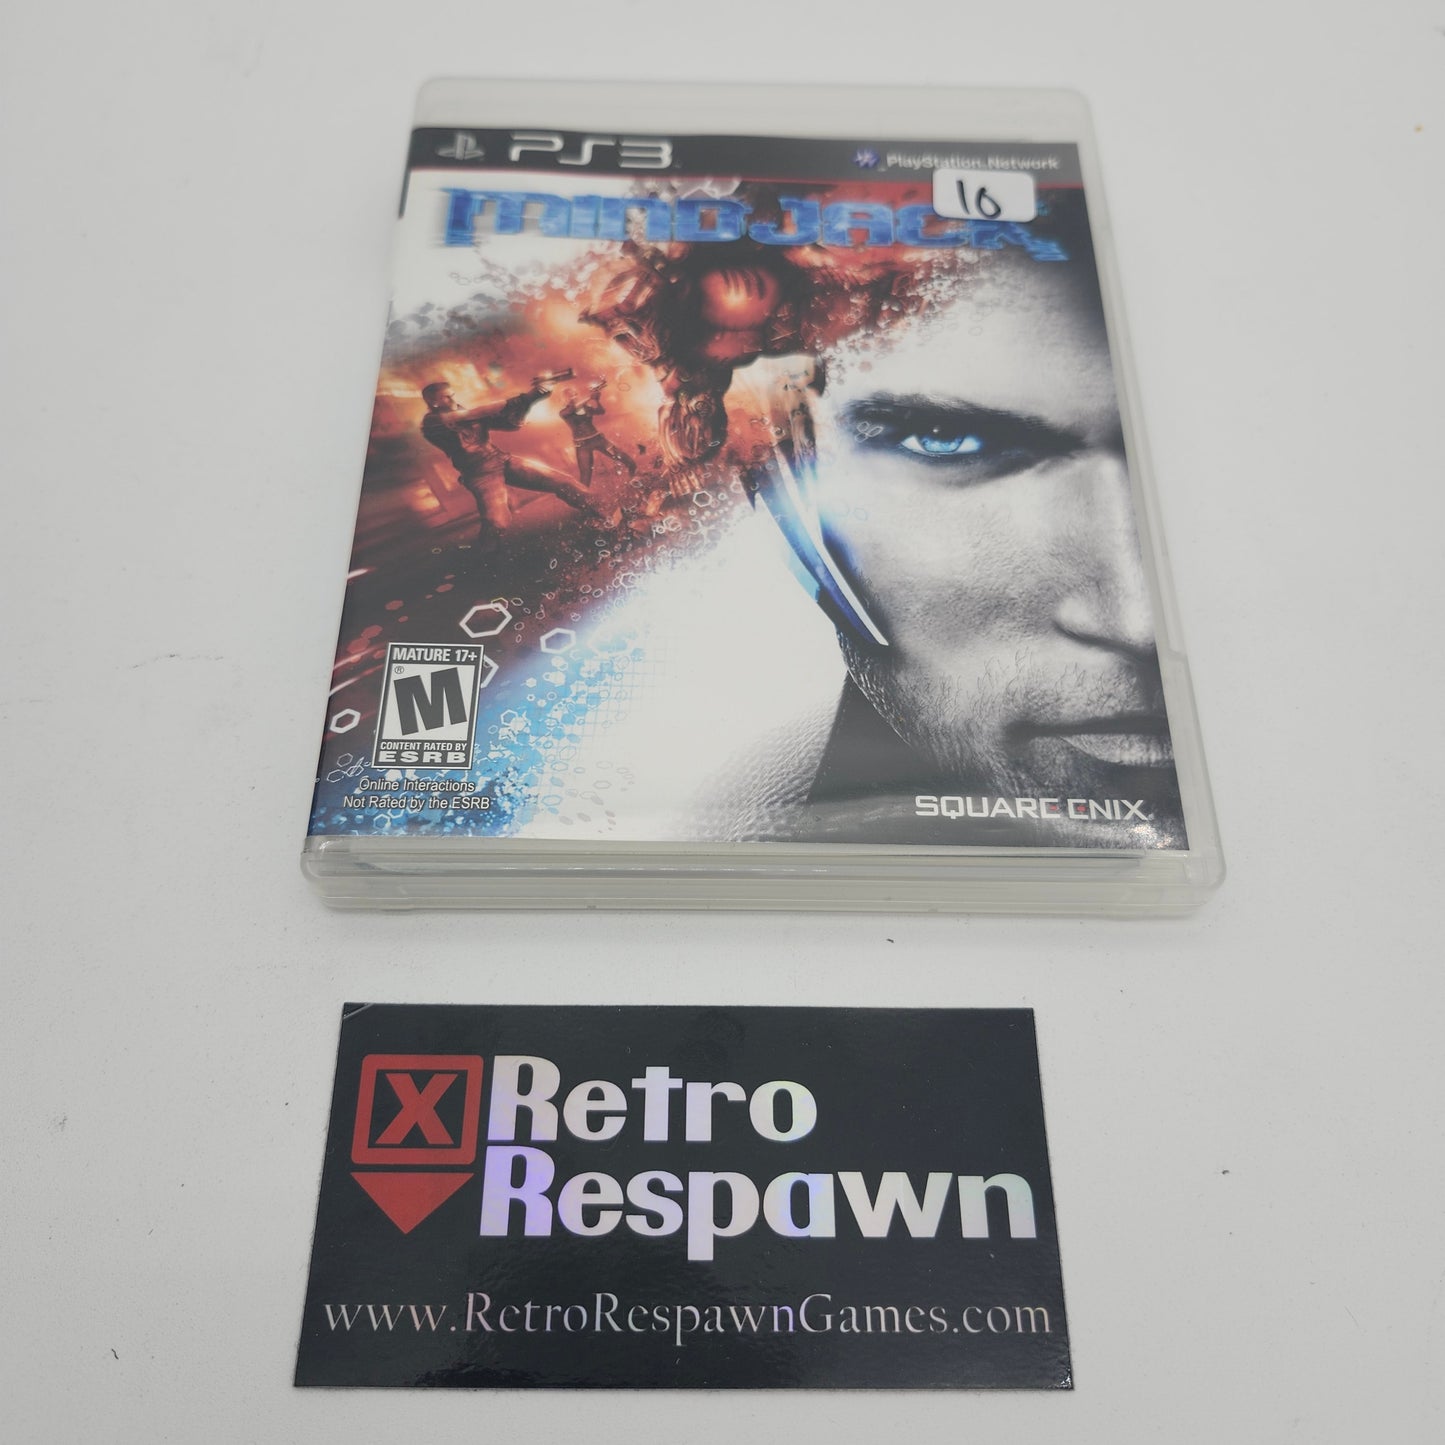 PS3
PlayStation Network
10
MINDJACK
MATURE 17+
M
CONTENT RATED BY
ESRB
Online Interactions
Not Rated by the ESRB
SQUARE ENIX
X
Retro
Respawn
www.RetroRespawnGames.com